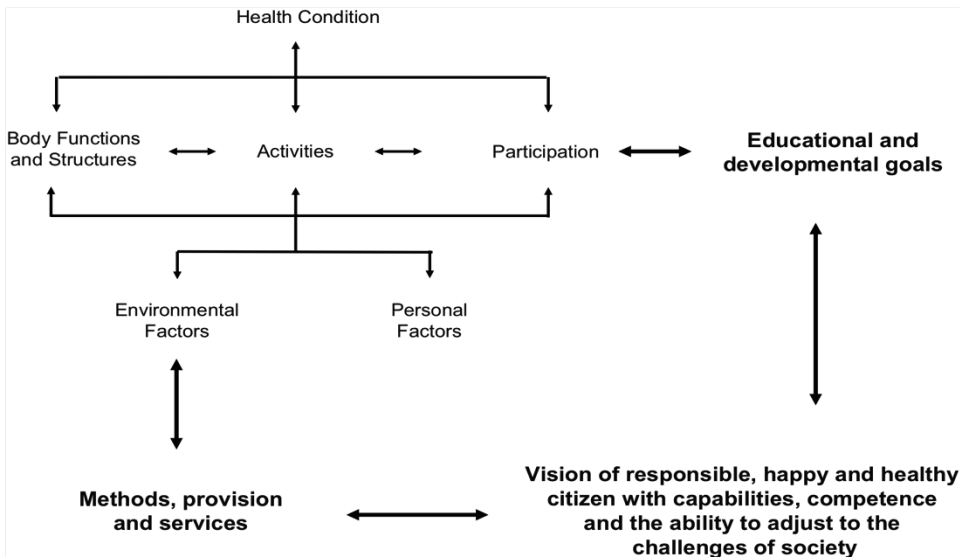 Health Condition
Body Functions
and Structures
Activities
Participation
Educational and
developmental goals
Environmental
Factors
Personal
Factors
Methods, provision
and services
Vision of responsible, happy and healthy
citizen with capabilities, competence
and the ability to adjust to the
challenges of society